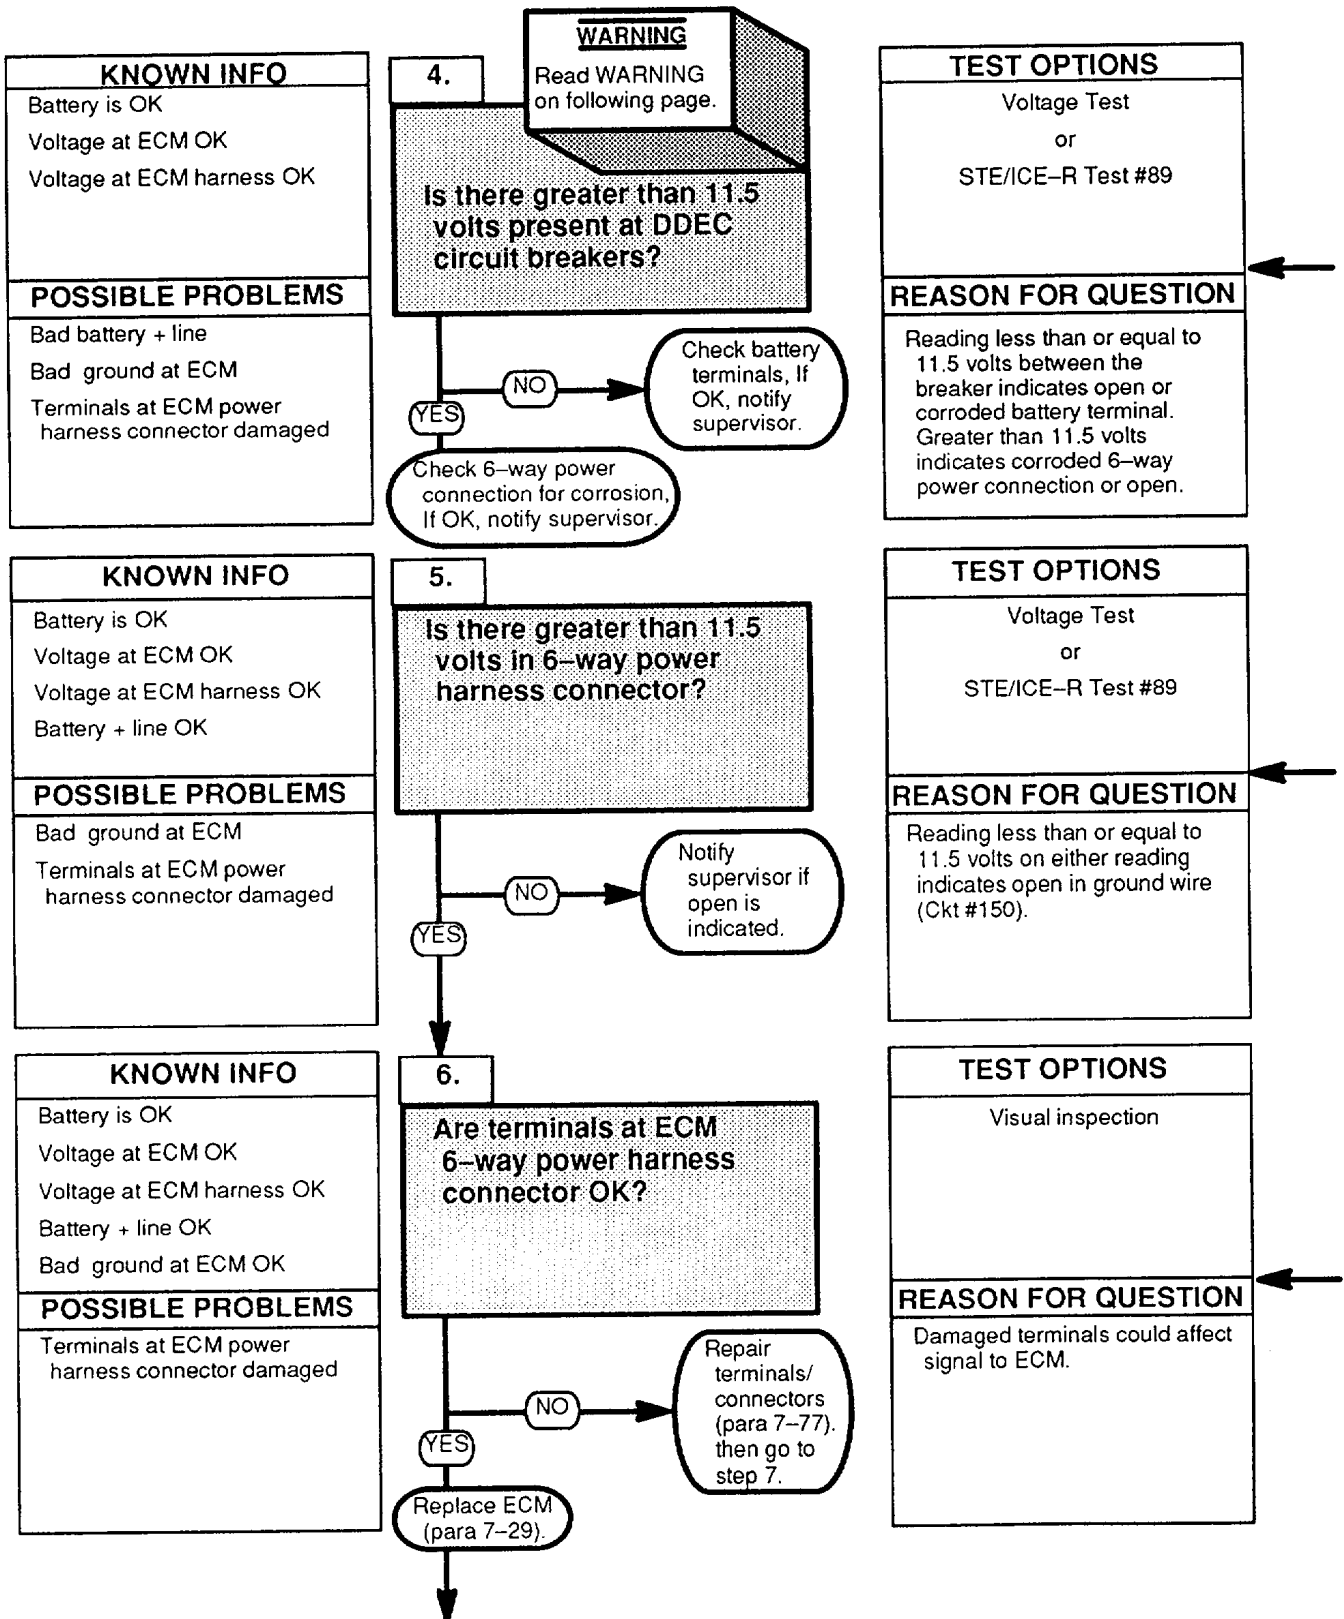 KNOWN INFO
Battery is OK
Voltage at ECM OK
Voltage at ECM harness OK
POSSIBLE PROBLEMS
Bad battery + line
Bad ground at ECM
Terminals at ECM power
harness connector damaged
4.
WARNING
Read WARNING
on following page.
Is there greater than 11.5
volts present at DDEC
circuit breakers?
NO
Check battery
terminals, If
OK, notify
supervisor.
YES
Check 6–way power
connection for corrosion,
If OK, notify supervisor.
TEST OPTIONS
Voltage Test
or
STE/ICE–R Test #89
REASON FOR QUESTION
Reading less than or equal to
11.5 volts between the
breaker indicates open or
corroded battery terminal.
Greater than 11.5 volts
indicates corroded 6–way
power connection or open.
KNOWN INFO
Battery is OK
Voltage at ECM OK
Voltage at ECM harness OK
Battery + line OK
POSSIBLE PROBLEMS
Bad ground at ECM
Terminals at ECM power
harness connector damaged
5.
Is there greater than 11.5
volts in 6–way power
harness connector?
NO
Notify
supervisor if
open is
indicated.
YES
TEST OPTIONS
Voltage Test
or
STE/ICE–R Test #89
REASON FOR QUESTION
Reading less than or equal to
11.5 volts on either reading
indicates open in ground wire
(Ckt #150).
KNOWN INFO
Battery is OK
Voltage at ECM OK
Voltage at ECM harness OK
Battery + line OK
Bad ground at ECM OK
POSSIBLE PROBLEMS
Terminals at ECM power
harness connector damaged
6.
Are terminals at ECM
6–way power harness
connector OK?
NO
Repair
terminals/
connectors
(para 7–77).
then go to
step 7.
YES
Replace ECM
(para 7–29).
TEST OPTIONS
Visual inspection
REASON FOR QUESTION
Damaged terminals could affect
signal to ECM.